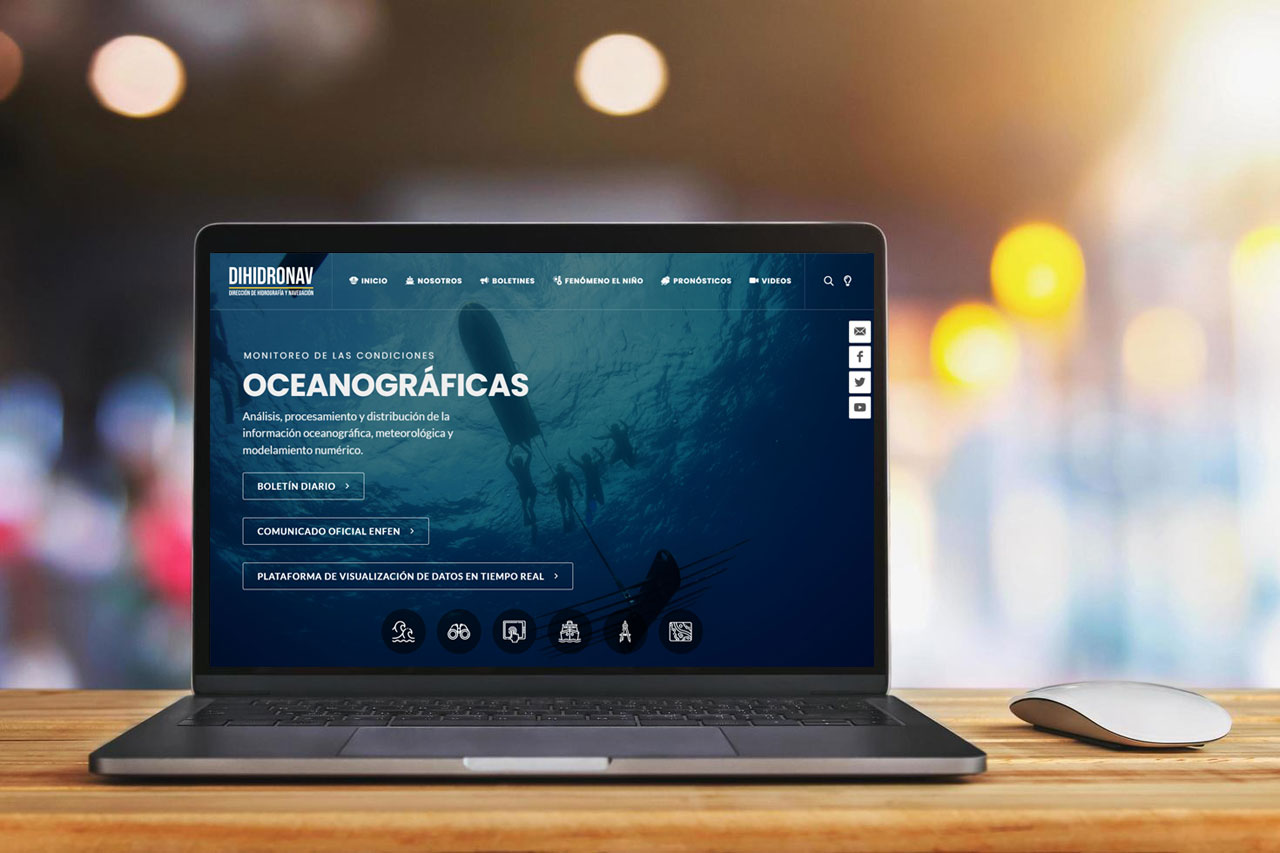 DIHIDRONAV
DIRECCIÓN DE HIDROGRAFÍA Y NAVEGACIÓN
INICIO
NOSOTROS
BOLETINES
FENÓMENO EL NIÑO
PRONÓSTICOS
VIDEOS
MONITOREO DE LAS CONDICIONES
OCEANOGRÁFICAS
Análisis, procesamiento y distribución de la
información oceanográfica, meteorológica y
modelamiento numérico.
BOLETÍN DIARIO
COMUNICADO OFICIAL ENFEN
PLATAFORMA DE VISUALIZACIÓN DE DATOS EN TIEMPO REAL